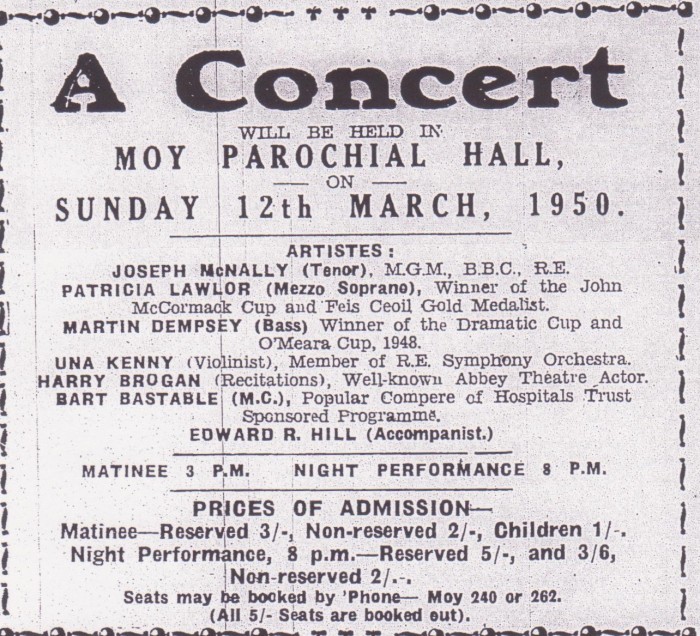 A Concert
WILL BE HELD IN
MOY PAROCHIAL HALL,
— ON —
SUNDAY 12th MARCH, 1950.
ARTISTES:
JOSEPH McNALLY (Tenor), M.G.M., B.B.C., R.E.
PATRICIA LAWLOR (Mezzo Soprano), Winner of the John
McCormack Cup and Feis Ceoil Gold Medalist.
MARTIN DEMPSEY (Bass) Winner of the Dramatic Cup and
O'Meara Cup, 1948.
UNA KENNY (Violinist), Member of R.E. Symphony Orchestra.
HARRY BROGAN (Recitations), Well-known Abbey Theatre Actor.
BART BASTABLE (M.C.), Popular Compere of Hospitals Trust
Sponsored Programme.
EDWARD R. HILL (Accompanist.)
MATINEE 3 P.M. NIGHT PERFORMANCE 8 P.M.
PRICES OF ADMISSION—
Matinee—Reserved 3/-, Non-reserved 2/-, Children 1/-.
Night Performance, 8 p.m.—Reserved 5/-, and 3/6,
Non-reserved 2/-.
Seats may be booked by 'Phone— Moy 240 or 262.
(All 5/- Seats are booked out).